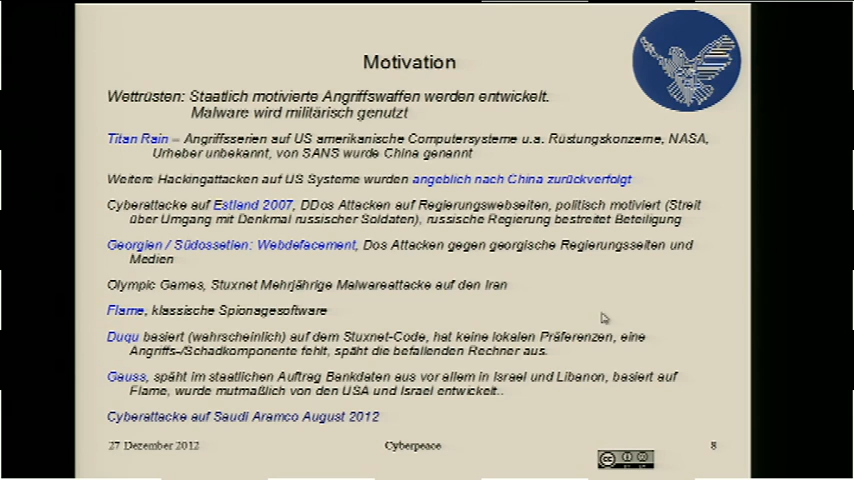 Motivation
Wettrüsten: Staatlich motivierte Angriffswaffen werden entwickelt.
Malware wird militärisch genutzt
Titan Rain – Angriffsserien auf US amerikanische Computersysteme u.a. Rüstungskonzerne, NASA,
Urheber unbekannt, von SANS wurde China genannt
Weitere Hackingattacken auf US Systeme wurden angeblich nach China zurückverfolgt
Cyberattacke auf Estland 2007, DDos Attacken auf Regierungswebseiten, politisch motiviert (Streit
über Umgang mit Denkmal russischer Soldaten), russische Regierung bestreitet Beteiligung
Georgien / Südossetien: Webdefacement, Dos Attacken gegen georgische Regierungsseiten und
Medien
Olympic Games, Stuxnet Mehrjährige Malwareattacke auf den Iran
Flame, klassische Spionagesoftware
Duqu basiert (wahrscheinlich) auf dem Stuxnet-Code, hat keine lokalen Präferenzen, eine
Angriffs-/Schadkomponente fehlt, späht die befallenden Rechner aus.
Gauss, späht im staatlichen Auftrag Bankdaten aus vor allem in Israel und Libanon, basiert auf
Flame, wurde mutmaßlich von den USA und Israel entwickelt..
Cyberattacke auf Saudi Aramco August 2012
27 Dezember 2012 Cyberpeace 8
cc